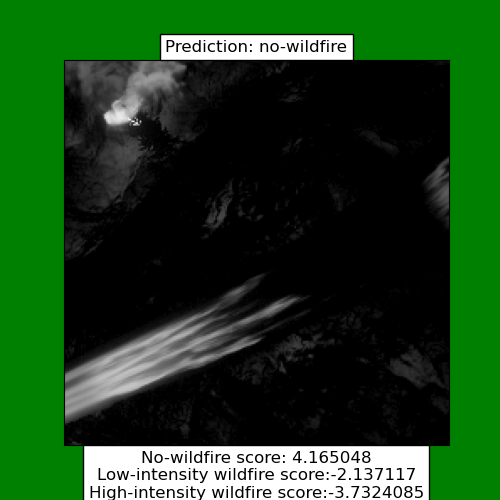 Prediction: no-wildfire
No-wildfire score: 4.165048
Low-intensity wildfire score:-2.137117
High-intensity wildfire score:-3.7324085